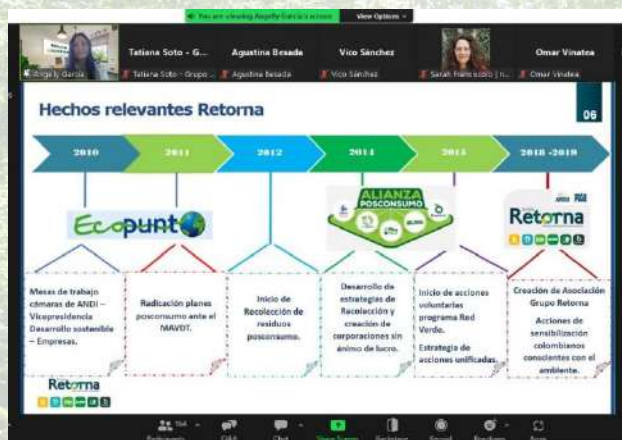 You are viewing Angelly Garcia's screen
View Options
Tatiana Soto - G...
Agustina Besada
Vico Sánchez
Omar Vinatea
Angelly Garcia
Tatiana Soto - Grupo ...
Agustina Besada
Vico Sánchez
Omar Vinatea
Hechos relevantes Retorna
06
2010
2011
2012
2014
2018 -2019
Ecopunto
ALIANZA
POSCONSUMO
ANDI
Retorna
Mesas de trabajo
cámaras de ANDI –
Vicepresidencia
Desarrollo sostenible
– Empresas.
Radicación planes
posconsumo ante el
MAVDT.
Inicio de
Recolección de
residuos
posconsumo.
Desarrollo de
estrategias de
Recolección y
creación de
corporaciones sin
ánimo de lucro.
Inicio de acciones
voluntarias
programa Red
Verde.
Estrategia de
acciones unificadas.
Creación de Asociación
Grupo Retorna
Acciones de
sensibilización
colombianos
conscientes con el
ambiente.
Retorna
Chat